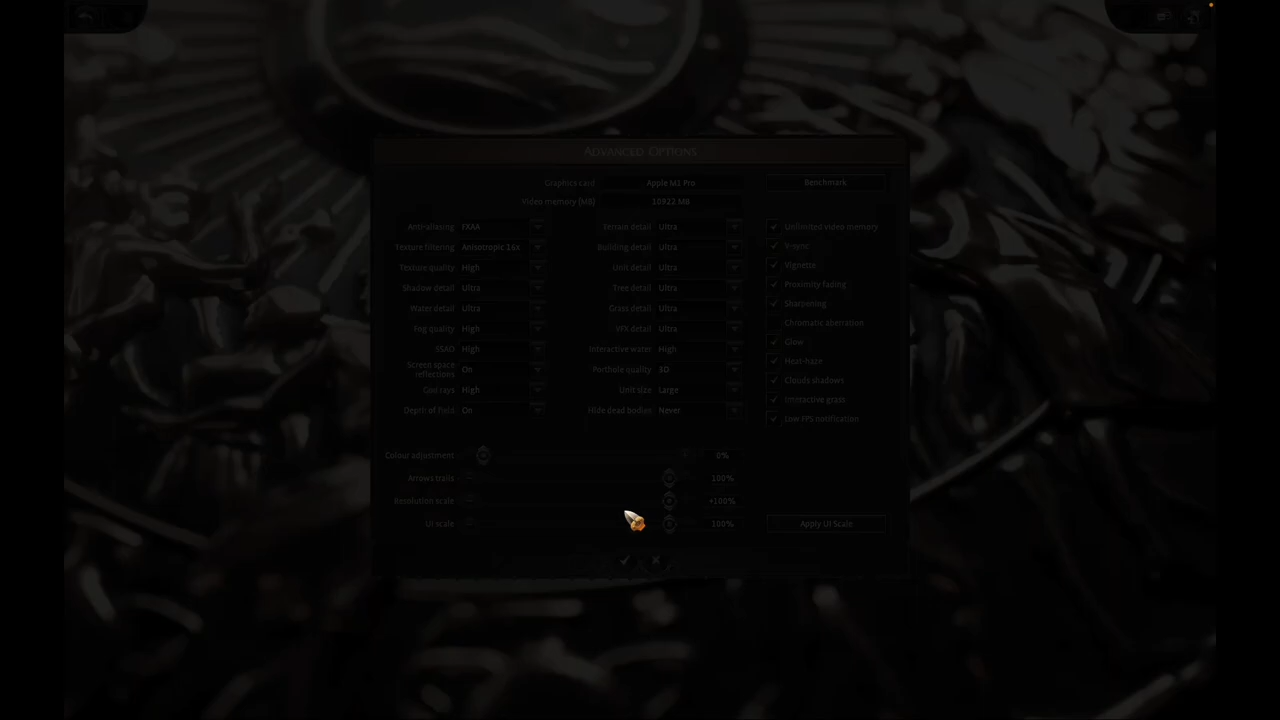 Advanced Options
Graphics card Apple M1 Pro Benchmark
Video memory (MB) 10922 MB
Anti-aliasing FXAA Terrain detail Ultra Unlimited video memory
Texture filtering Anisotropic 16x Building detail Ultra V-sync
Texture quality High Unit detail Ultra Vignette
Shadow detail Ultra Tree detail Ultra Proximity fading
Water detail Ultra Grass detail Ultra Sharpening
Fog quality High VFX detail Ultra Chromatic aberration
SSAO High Interactive water High Glow
Screen space reflections On Porthole quality 3D Heat-haze
God rays High Unit size Large Clouds shadows
Depth of Field On Hide dead bodies Never Interactive grass
Low FPS notification
Colour adjustment 0%
Arrows trails 100%
Resolution scale +100%
UI scale 100% Apply UI Scale